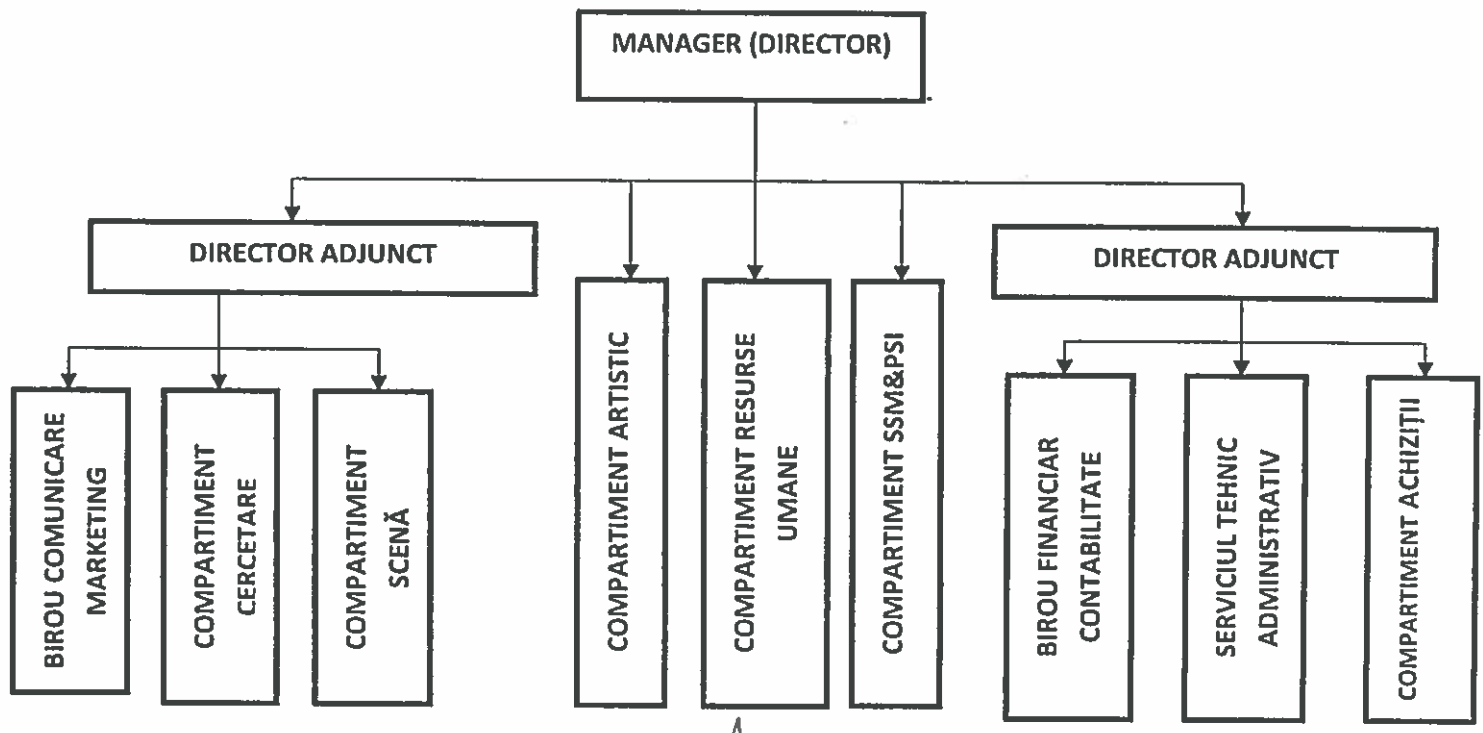 MANAGER (DIRECTOR)
DIRECTOR ADJUNCT
DIRECTOR ADJUNCT
BIROU COMUNICARE
MARKETING
COMPARTIMENT
CERCETARE
COMPARTIMENT
SCENĂ
COMPARTIMENT ARTISTIC
COMPARTIMENT RESURSE
UMANE
COMPARTIMENT SSM&PSI
BIROU FINANCIAR
CONTABILITATE
SERVICIUL TEHNIC
ADMINISTRATIV
COMPARTIMENT ACHIZIȚII